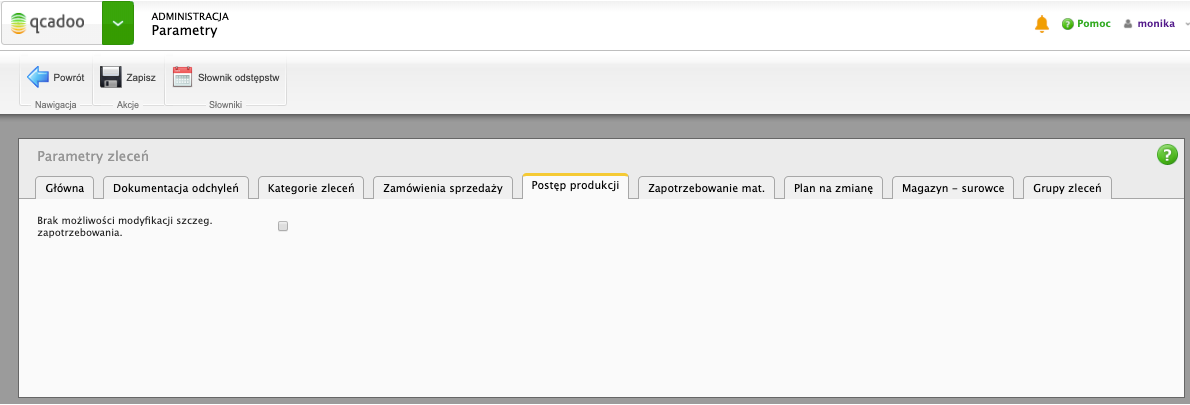 qcadoo
ADMINISTRACJA
Parametry
Pomoc
monika
Powrót
Zapisz
Słownik odstępstw
Nawigacja
Akcje
Słowniki
Parametry zleceń
?
Główna
Dokumentacja odchyleń
Kategorie zleceń
Zamówienia sprzedaży
Postęp produkcji
Zapotrzebowanie mat.
Plan na zmianę
Magazyn - surowce
Grupy zleceń
Brak możliwości modyfikacji szczeg.
zapotrzebowania.